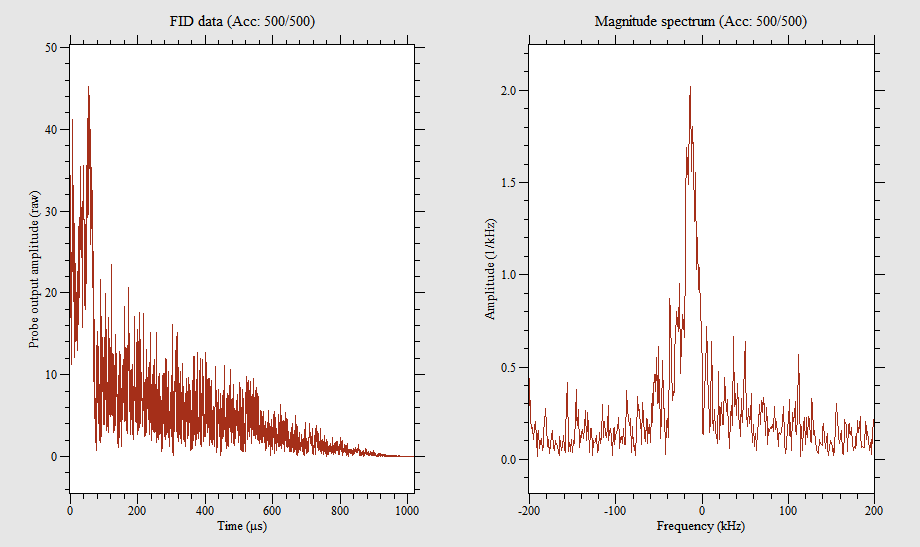 FID data (Acc: 500/500)
50
40
30
20
10
0
Probe output amplitude (raw)
0 200 400 600 800 1000
Time (µs)
Magnitude spectrum (Acc: 500/500)
2.0
1.5
1.0
0.5
0.0
Amplitude (1/kHz)
-200 -100 0 100 200
Frequency (kHz)